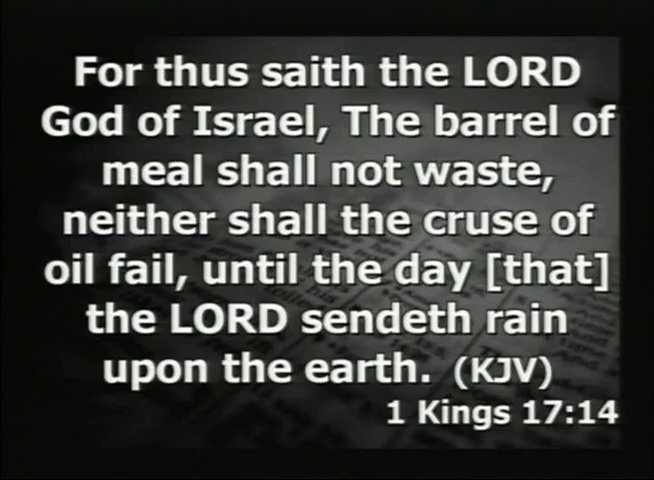 For thus saith the LORD
God of Israel, The barrel of
meal shall not waste,
neither shall the cruse of
oil fail, until the day [that]
the LORD sendeth rain
upon the earth. (KJV)
1 Kings 17:14